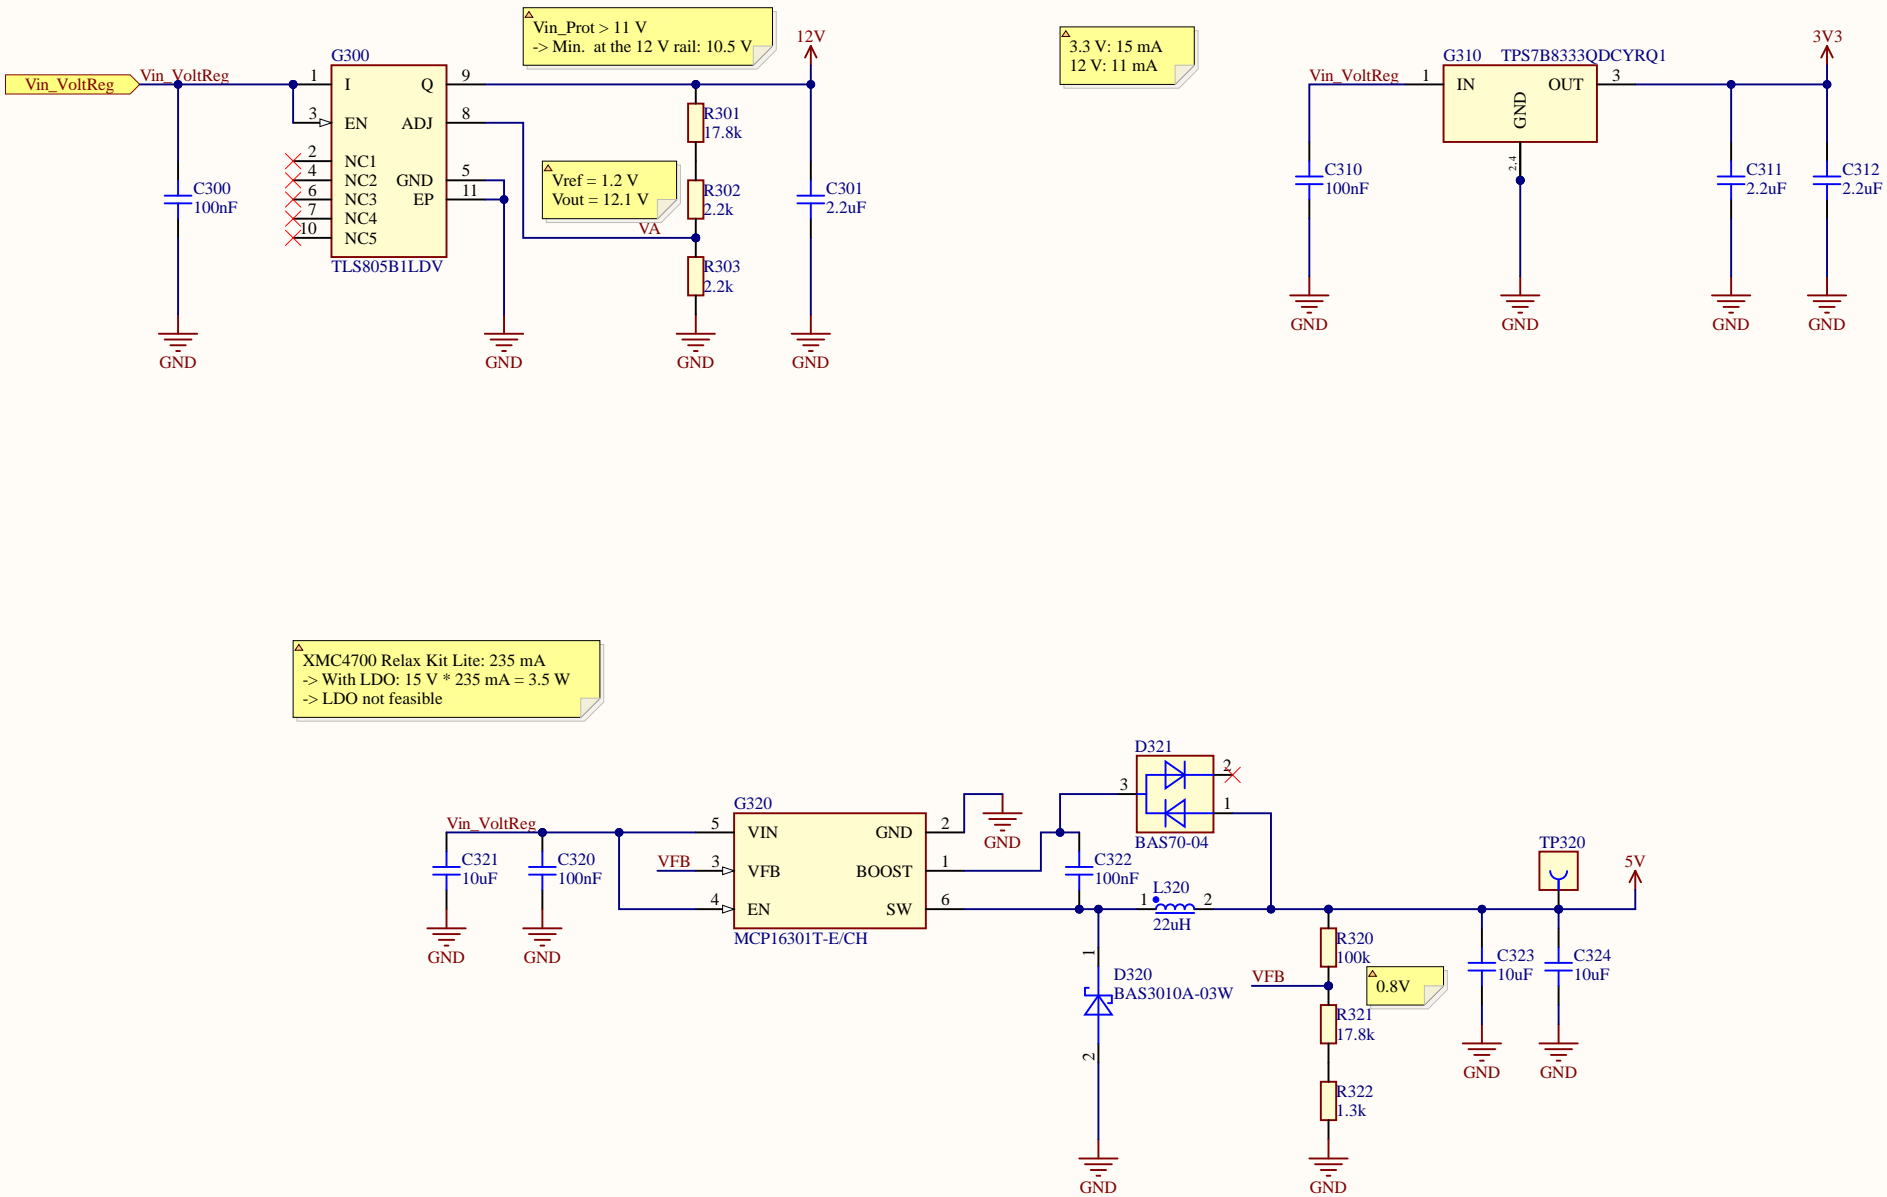 Vin_Prot > 11 V
-> Min.  at the 12 V rail: 10.5 V
12V
G300
Vin_VoltReg
Vin_VoltReg
1
I
Q
9
3
EN
ADJ
8
2
NC1
4
NC2
GND
5
6
NC3
EP
11
7
NC4
10
NC5
TLS805B1LDV
C300
100nF
R301
17.8k
Vref = 1.2 V
Vout = 12.1 V
R302
2.2k
VA
R303
2.2k
C301
2.2uF
GND
GND
GND
GND
3.3 V: 15 mA
12 V: 11 mA
G310
TPS7B8333QDCYRQ1
3V3
Vin_VoltReg
1
IN
OUT
3
GND
2,4
C310
100nF
C311
2.2uF
C312
2.2uF
GND
GND
GND
GND
XMC4700 Relax Kit Lite: 235 mA
-> With LDO: 15 V * 235 mA = 3.5 W
-> LDO not feasible
D321
2
3
1
BAS70-04
G320
Vin_VoltReg
5
VIN
GND
2
GND
VFB
3
VFB
BOOST
1
4
EN
SW
6
MCP16301T-E/CH
C321
10uF
C320
100nF
GND
GND
C322
100nF
1
L320
2
22uH
TP320
5V
1
D320
BAS3010A-03W
2
R320
100k
VFB
0.8V
R321
17.8k
R322
1.3k
C323
10uF
C324
10uF
GND
GND
GND
GND